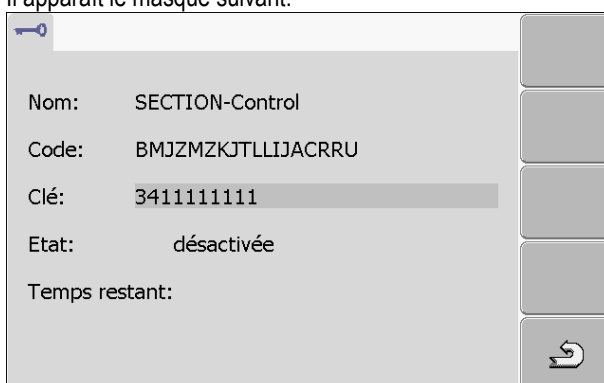 Il apparaît le masque suivant:
Nom: SECTION-Control
Code: BMJZMZKJTLLIJACRRU
Clé: 3411111111
Etat: désactivée
Temps restant: